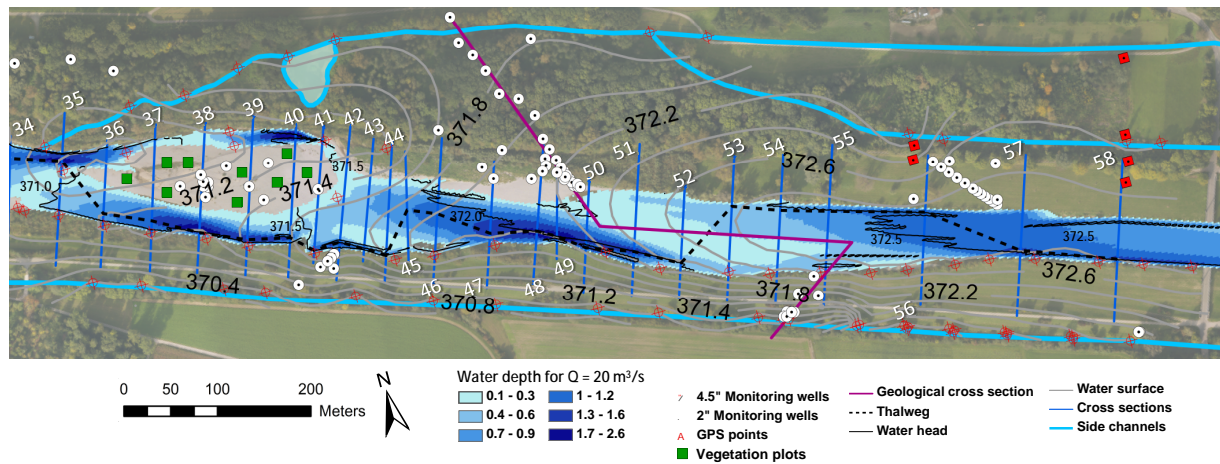 34
35
36
37
38
39
40
41
42
43
44
371.8
372.2
50
51
52
53
54
55
372.6
57
58
371.0
371.2
371.4
371.5
371.5
372.0
372.5
372.5
45
46
47
48
49
56
370.4
370.8
371.2
371.4
371.8
372.2
372.6
0 50 100 200
Meters
N
Water depth for Q = 20 m³/s
0.1 - 0.3
0.4 - 0.6
0.7 - 0.9
1 - 1.2
1.3 - 1.6
1.7 - 2.6
4.5" Monitoring wells
2" Monitoring wells
A GPS points
Vegetation plots
Geological cross section
Thalweg
Water head
Water surface
Cross sections
Side channels